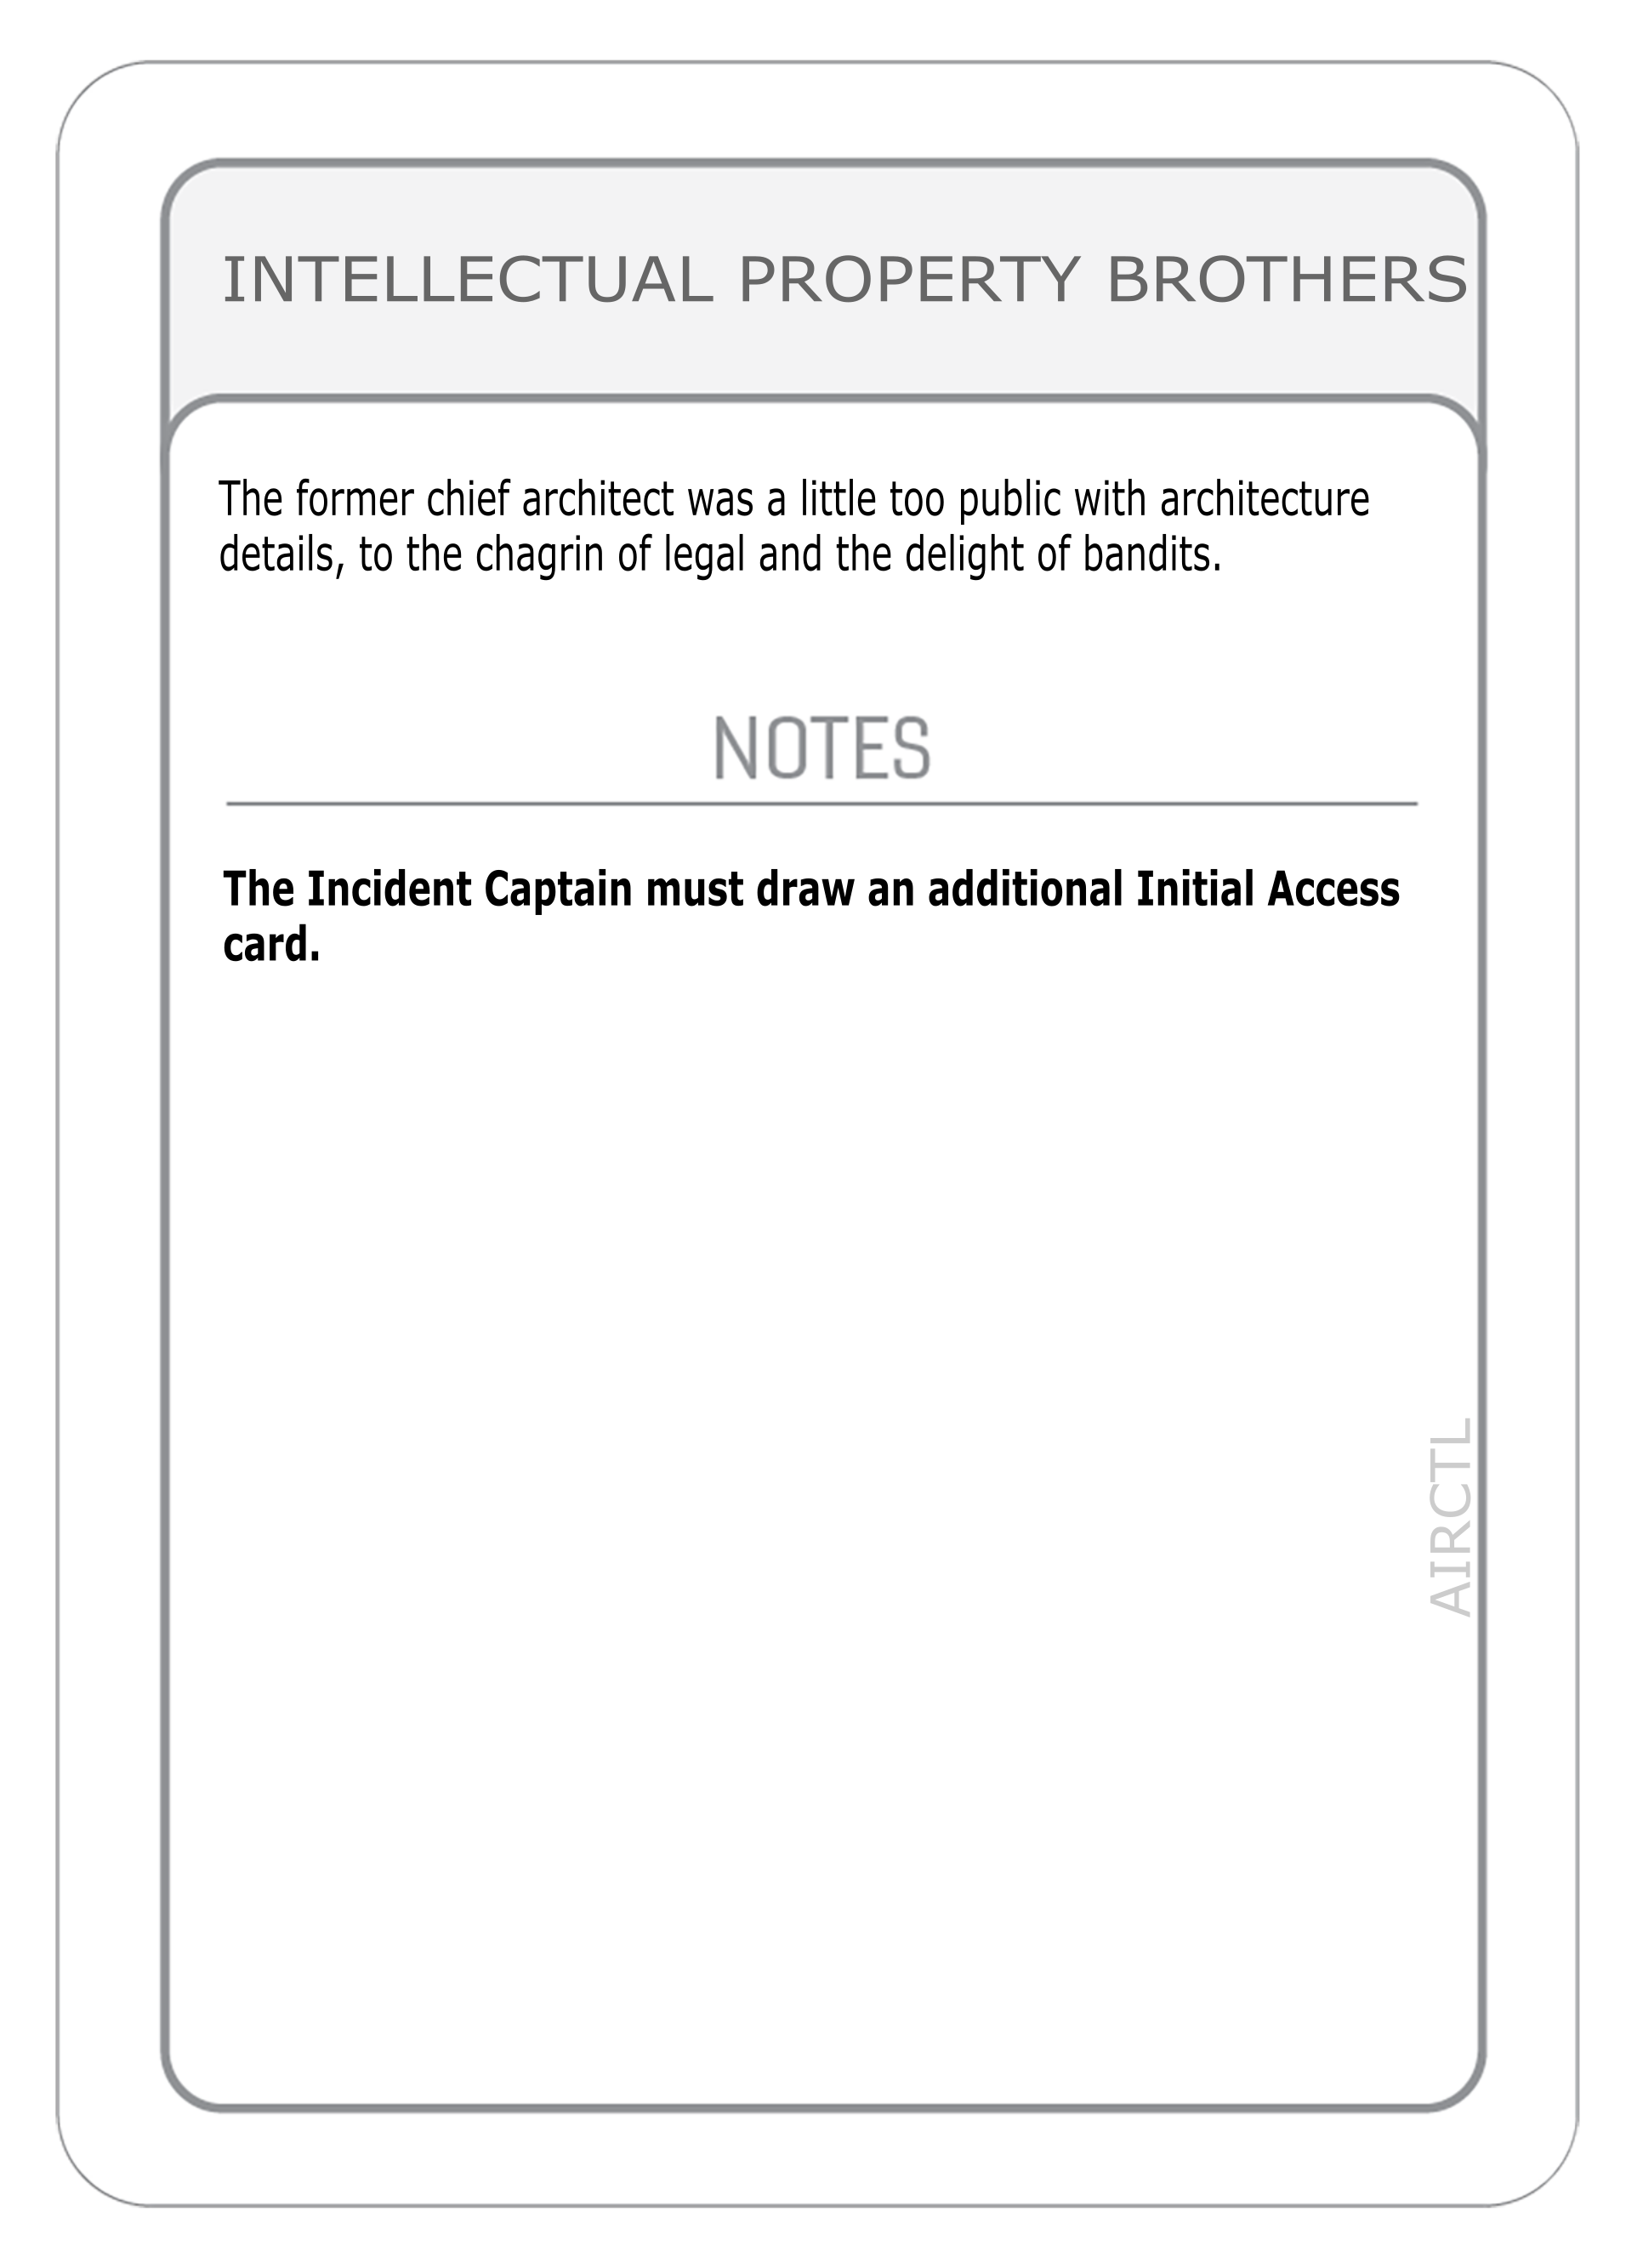 INTELLECTUAL PROPERTY BROTHERS
The former chief architect was a little too public with architecture
details, to the chagrin of legal and the delight of bandits.
NOTES
The Incident Captain must draw an additional Initial Access
card.
AIRCTL